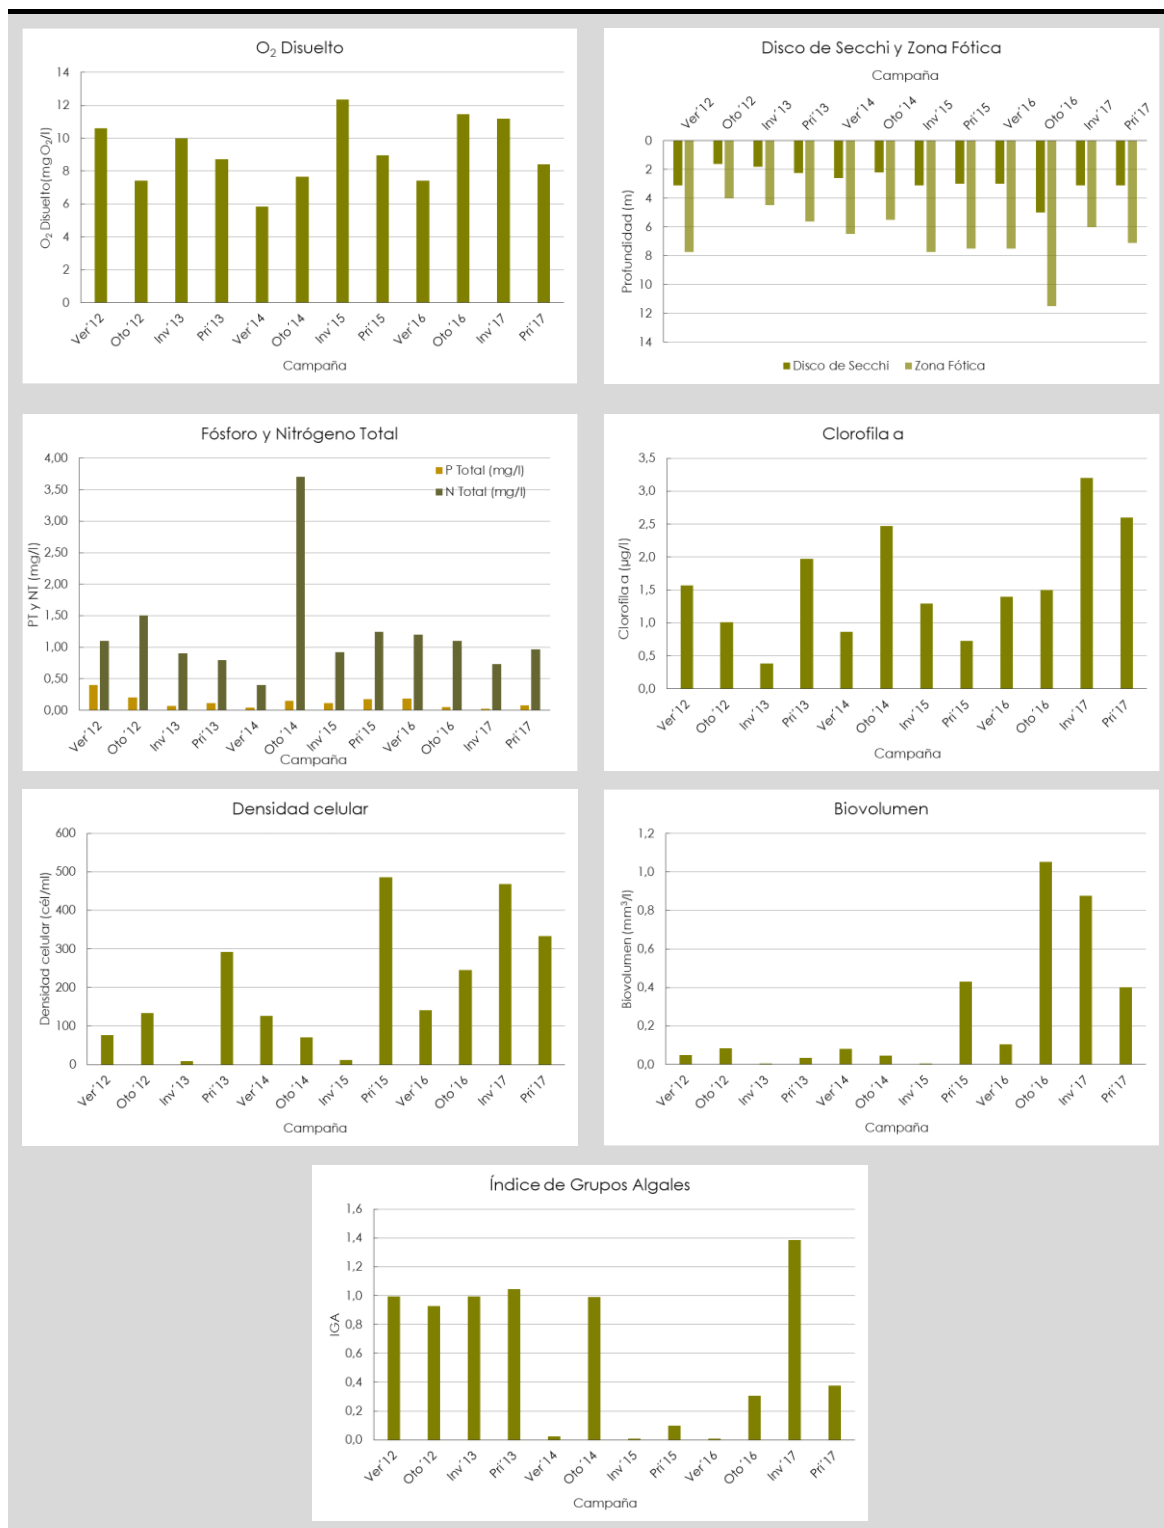 O2 Disuelto
O2 Disuelto(mg O2/l)
14
12
10
8
6
4
2
0
Ver´12 Oto´12 Inv´13 Pri´13 Ver´14 Oto´14 Inv´15 Pri´15 Ver´16 Oto´16 Inv´17 Pri´17
Campaña
Disco de Secchi y Zona Fótica
Campaña
Ver´12 Oto´12 Inv´13 Pri´13 Ver´14 Oto´14 Inv´15 Pri´15 Ver´16 Oto´16 Inv´17 Pri´17
Profundidad (m)
0
2
4
6
8
10
12
14
Disco de Secchi Zona Fótica
Fósforo y Nitrógeno Total
PT y NT (mg/l)
4,00
3,50
3,00
2,50
2,00
1,50
1,00
0,50
0,00
P Total (mg/l)
N Total (mg/l)
Ver´12 Oto´12 Inv´13 Pri´13 Ver´14 Oto´14 Inv´15 Pri´15 Ver´16 Oto´16 Inv´17 Pri´17
Campaña
Clorofila a
Clorofila a (µg/l)
3,5
3,0
2,5
2,0
1,5
1,0
0,5
0,0
Ver´12 Oto´12 Inv´13 Pri´13 Ver´14 Oto´14 Inv´15 Pri´15 Ver´16 Oto´16 Inv´17 Pri´17
Campaña
Densidad celular
Densidad celular (cél/ml)
600
500
400
300
200
100
0
Ver´12 Oto´12 Inv´13 Pri´13 Ver´14 Oto´14 Inv´15 Pri´15 Ver´16 Oto´16 Inv´17 Pri´17
Campaña
Biovolumen
Biovolumen (mm3/l)
1,2
1,0
0,8
0,6
0,4
0,2
0,0
Ver´12 Oto´12 Inv´13 Pri´13 Ver´14 Oto´14 Inv´15 Pri´15 Ver´16 Oto´16 Inv´17 Pri´17
Campaña
Índice de Grupos Algales
IGA
1,6
1,4
1,2
1,0
0,8
0,6
0,4
0,2
0,0
Ver´12 Oto´12 Inv´13 Pri´13 Ver´14 Oto´14 Inv´15 Pri´15 Ver´16 Oto´16 Inv´17 Pri´17
Campaña